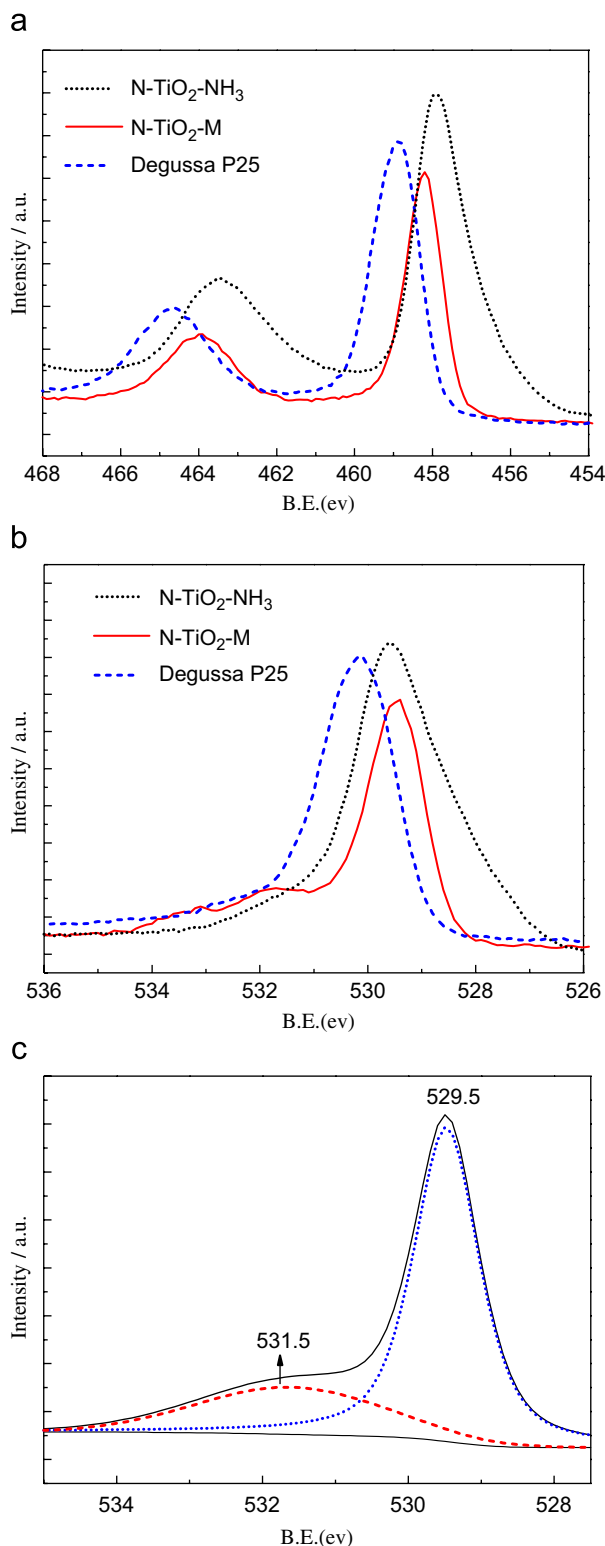 a
N-TiO₂-NH₃
N-TiO₂-M
Degussa P25
Intensity / a.u.
468 466 464 462 460 458 456 454
B.E.(ev)
b
N-TiO₂-NH₃
N-TiO₂-M
Degussa P25
Intensity / a.u.
536 534 532 530 528 526
B.E.(ev)
c
529.5
531.5
Intensity / a.u.
534 532 530 528
B.E.(ev)